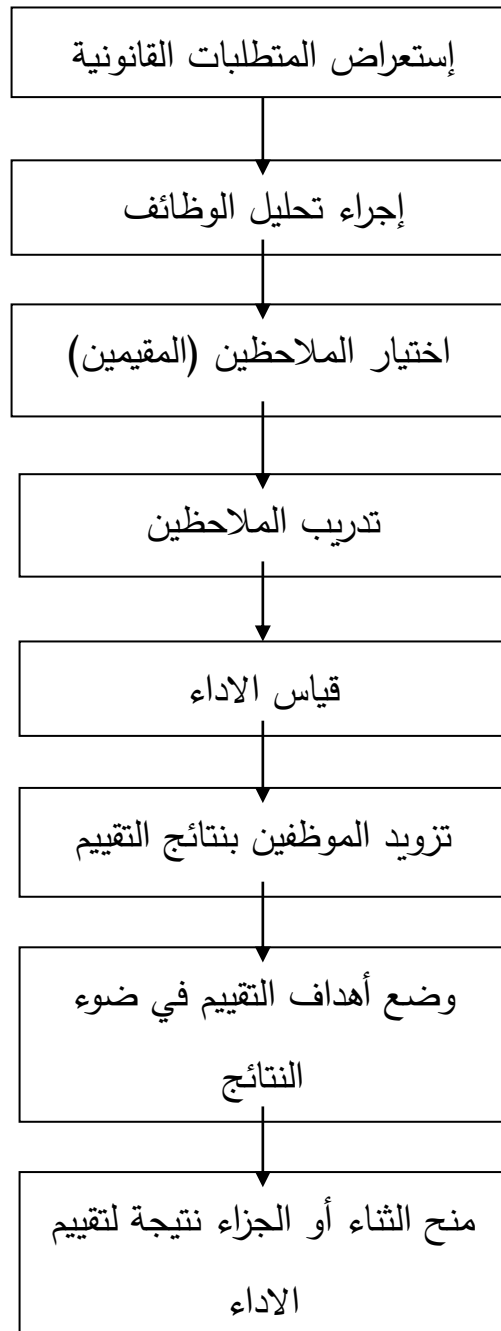 إستعراض المتطلبات القانونية
إجراء تحليل الوظائف
اختيار الملاحظين (المقيمين)
تدريب الملاحظين
قياس الاداء
تزويد الموظفين بنتائج التقييم
وضع أهداف التقييم في ضوء
النتائج
منح الثناء أو الجزاء نتيجة لتقييم
الاداء